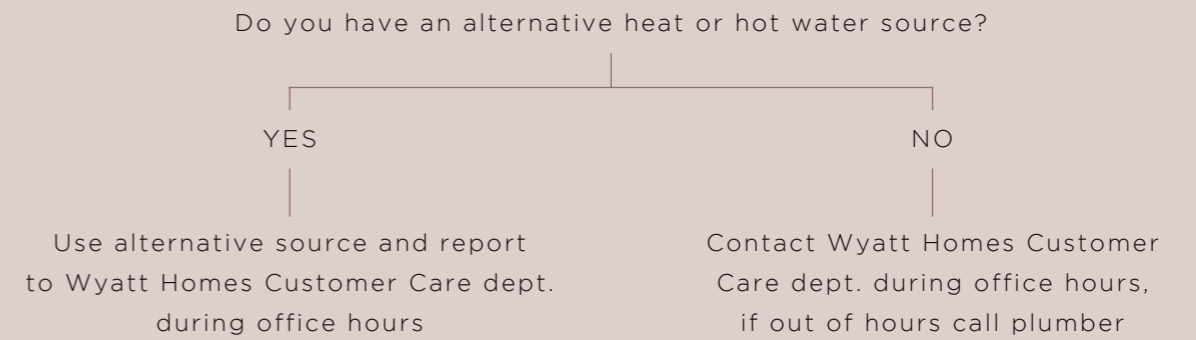 Do you have an alternative heat or hot water source?
YES
NO
Use alternative source and report
to Wyatt Homes Customer Care dept.
during office hours
Contact Wyatt Homes Customer
Care dept. during office hours,
if out of hours call plumber